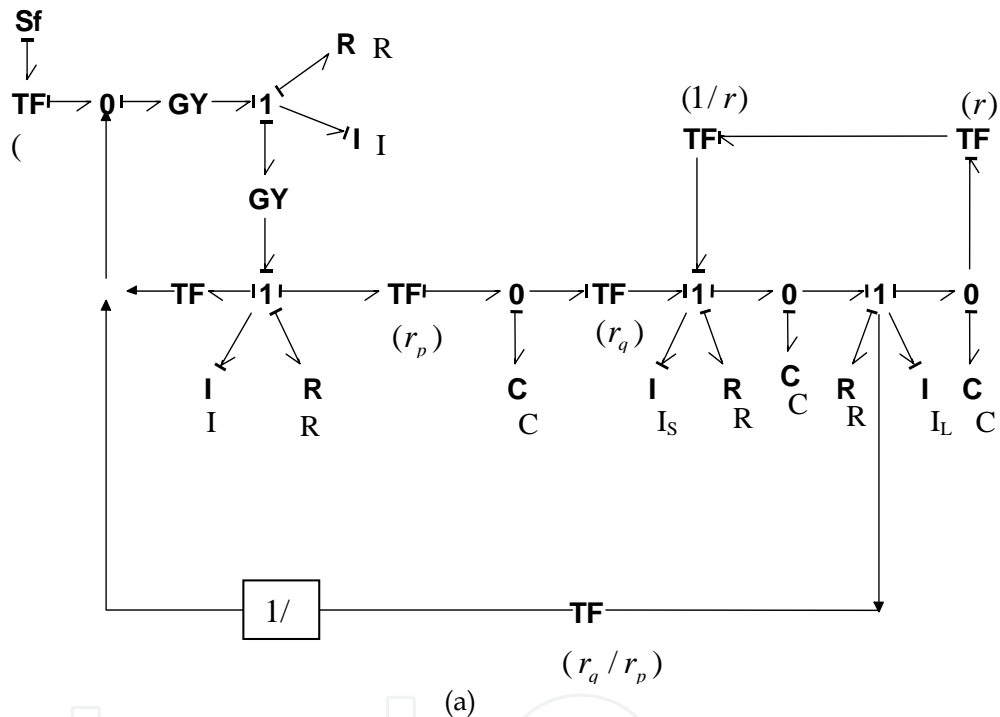 Sf
R R
TF 0 GY 1 (1/r) (r)
( I I TF TF
GY
TF 1 TF 0 TF 1 0 1 0
(r_p) (r_q)
I R C I R C R I C
I R C I_S R C R I_L C
1/ TF
(r_q / r_p)
(a)